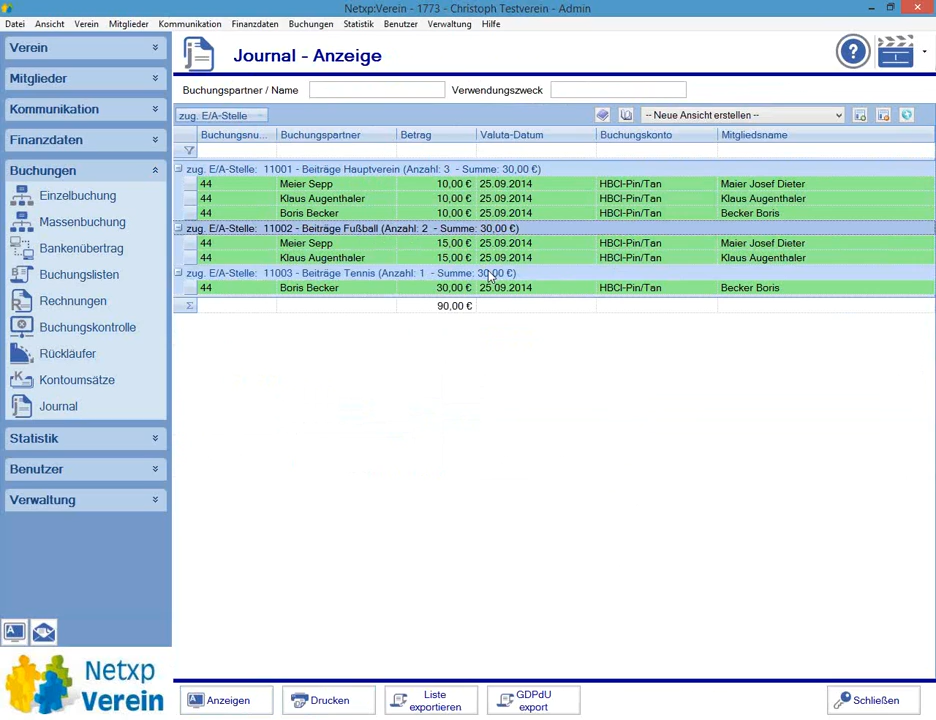 Netxp:Verein - 1773 - Christoph Testverein - Admin
Datei Ansicht Verein Mitglieder Kommunikation Finanzdaten Buchungen Statistik Benutzer Verwaltung Hilfe
Verein
Mitglieder
Kommunikation
Finanzdaten
Buchungen
Einzelbuchung
Massenbuchung
Bankenübertrag
Buchungslisten
Rechnungen
Buchungskontrolle
Rückläufer
Kontoumsätze
Journal
Statistik
Benutzer
Verwaltung
Netxp
Verein
Journal - Anzeige
Buchungspartner / Name Verwendungszweck
zug. E/A-Stelle -- Neue Ansicht erstellen --
Buchungsnu... Buchungspartner Betrag Valuta-Datum Buchungskonto Mitgliedsname
zug. E/A-Stelle: 11001 - Beiträge Hauptverein (Anzahl: 3 - Summe: 30,00 €)
44 Meier Sepp 10,00 € 25.09.2014 HBCI-Pin/Tan Maier Josef Dieter
44 Klaus Augenthaler 10,00 € 25.09.2014 HBCI-Pin/Tan Klaus Augenthaler
44 Boris Becker 10,00 € 25.09.2014 HBCI-Pin/Tan Becker Boris
zug. E/A-Stelle: 11002 - Beiträge Fußball (Anzahl: 2 - Summe: 30,00 €)
44 Meier Sepp 15,00 € 25.09.2014 HBCI-Pin/Tan Maier Josef Dieter
44 Klaus Augenthaler 15,00 € 25.09.2014 HBCI-Pin/Tan Klaus Augenthaler
zug. E/A-Stelle: 11003 - Beiträge Tennis (Anzahl: 1 - Summe: 30,00 €)
44 Boris Becker 30,00 € 25.09.2014 HBCI-Pin/Tan Becker Boris
Σ 90,00 €
Anzeigen Drucken Liste exportieren GDPdU export Schließen